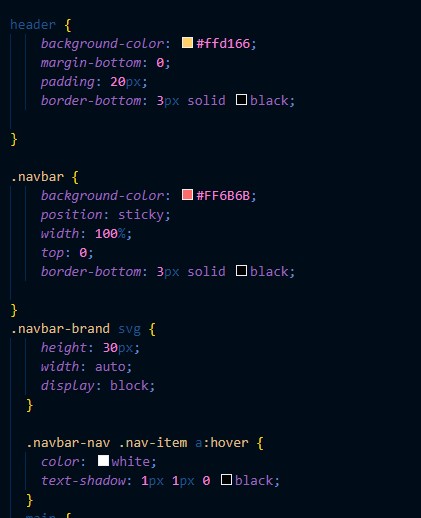 header {
background-color: #ffd166;
margin-bottom: 0;
padding: 20px;
border-bottom: 3px solid black;
}
.navbar {
background-color: #FF6B6B;
position: sticky;
width: 100%;
top: 0;
border-bottom: 3px solid black;
}
.navbar-brand svg {
height: 30px;
width: auto;
display: block;
}
.navbar-nav .nav-item a:hover {
color: white;
text-shadow: 1px 1px 0 black;
}
main {